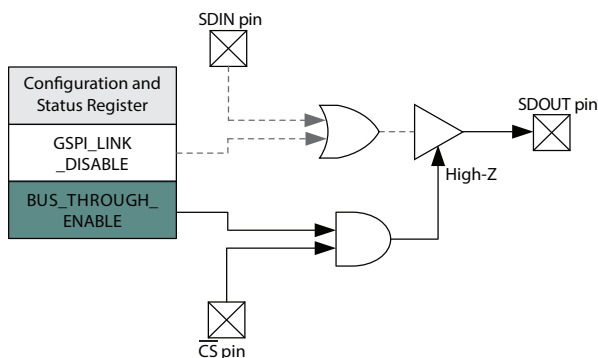 SDIN pin
Configuration and
Status Register
SDOUT pin
GSPI_LINK
_DISABLE
High-Z
BUS_THROUGH_
ENABLE
CS pin